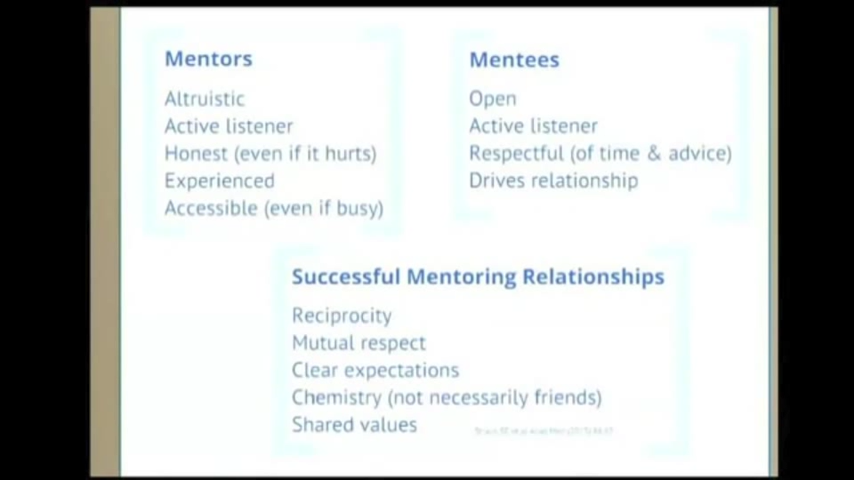 Mentors
Altruistic
Active listener
Honest (even if it hurts)
Experienced
Accessible (even if busy)
Mentees
Open
Active listener
Respectful (of time & advice)
Drives relationship
Successful Mentoring Relationships
Reciprocity
Mutual respect
Clear expectations
Chemistry (not necessarily friends)
Shared values